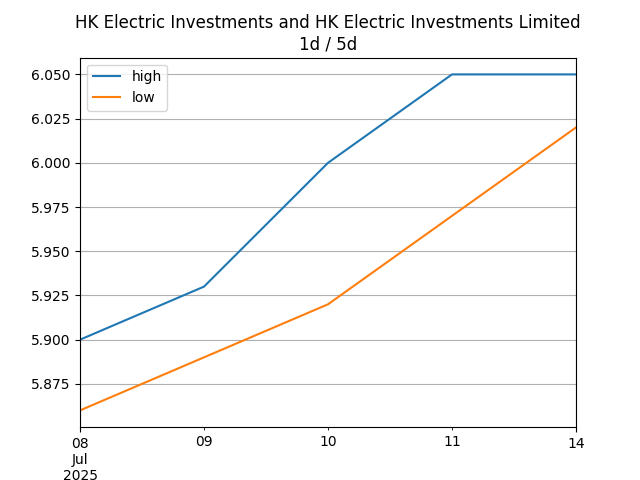 HK Electric Investments and HK Electric Investments Limited
1d / 5d
high
low
6.050
6.025
6.000
5.975
5.950
5.925
5.900
5.875
08
Jul
2025
09
10
11
14